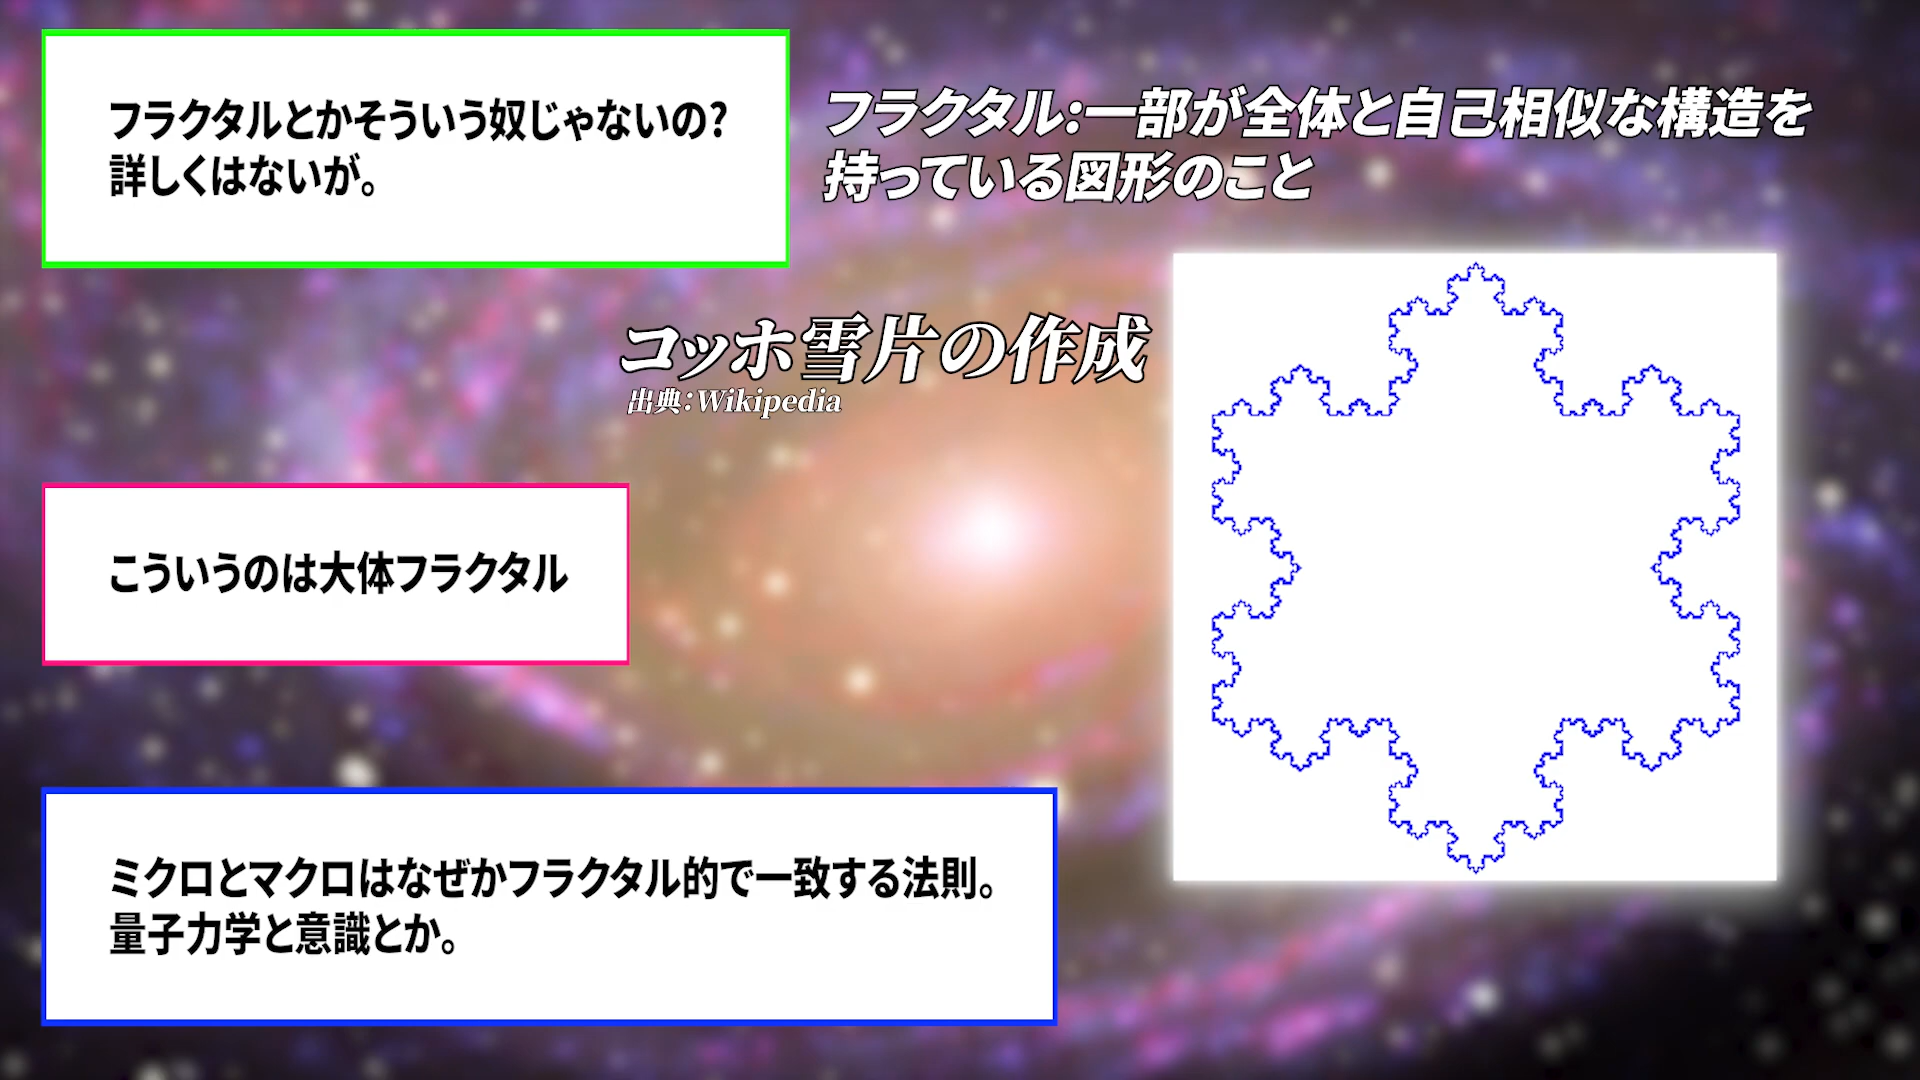 フラクタルとかそういう奴じゃないの?
詳しくはないが。
フラクタル:一部が全体と自己相似な構造を
持っている図形のこと
コッホ雪片の作成
出典:Wikipedia
こういうのは大体フラクタル
ミクロとマクロはなぜかフラクタル的で一致する法則。
量子力学と意識とか。